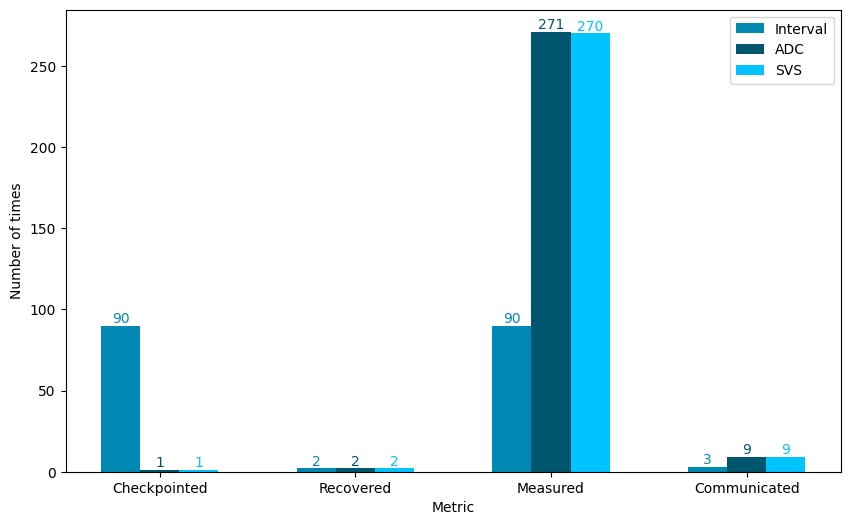 Number of times
250
200
150
100
50
0
Interval
ADC
SVS
90
1
1
2
2
2
90
271
270
3
9
9
Checkpointed
Recovered
Measured
Communicated
Metric